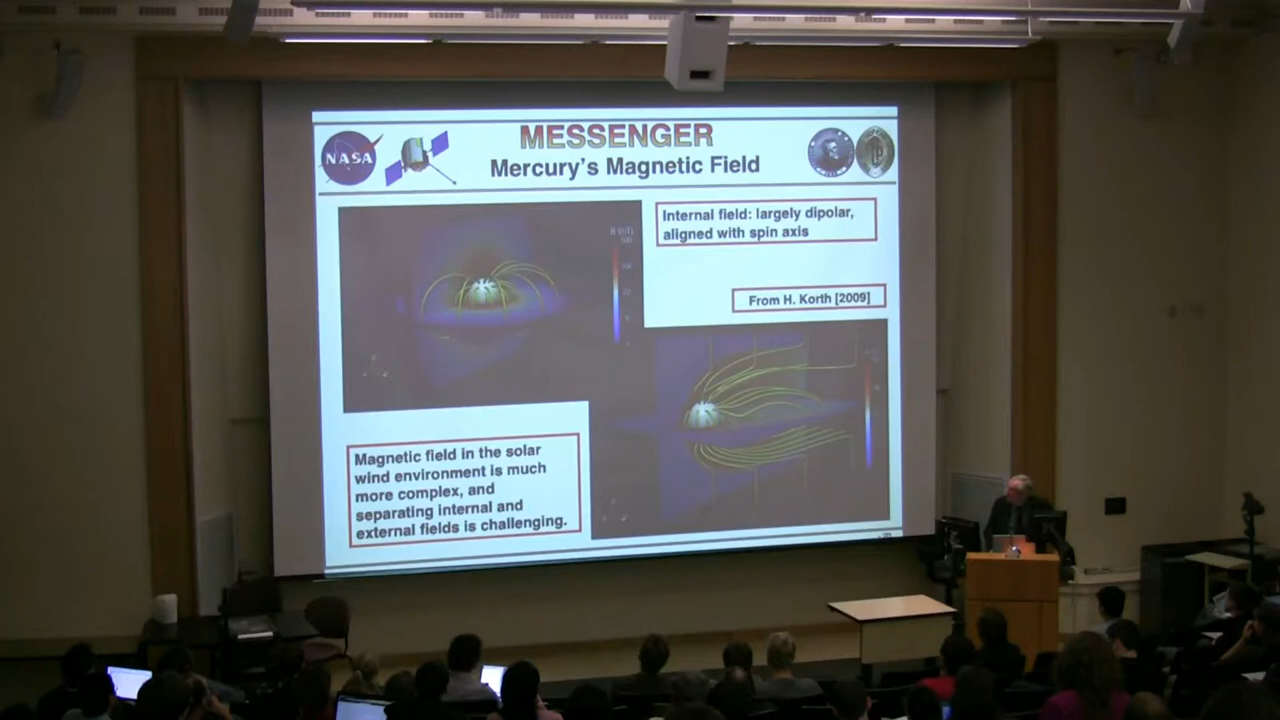 MESSENGER
Mercury's Magnetic Field
NASA
Internal field: largely dipolar,
aligned with spin axis
B (nT)
From H. Korth [2009]
Magnetic field in the solar
wind environment is much
more complex, and
separating internal and
external fields is challenging.